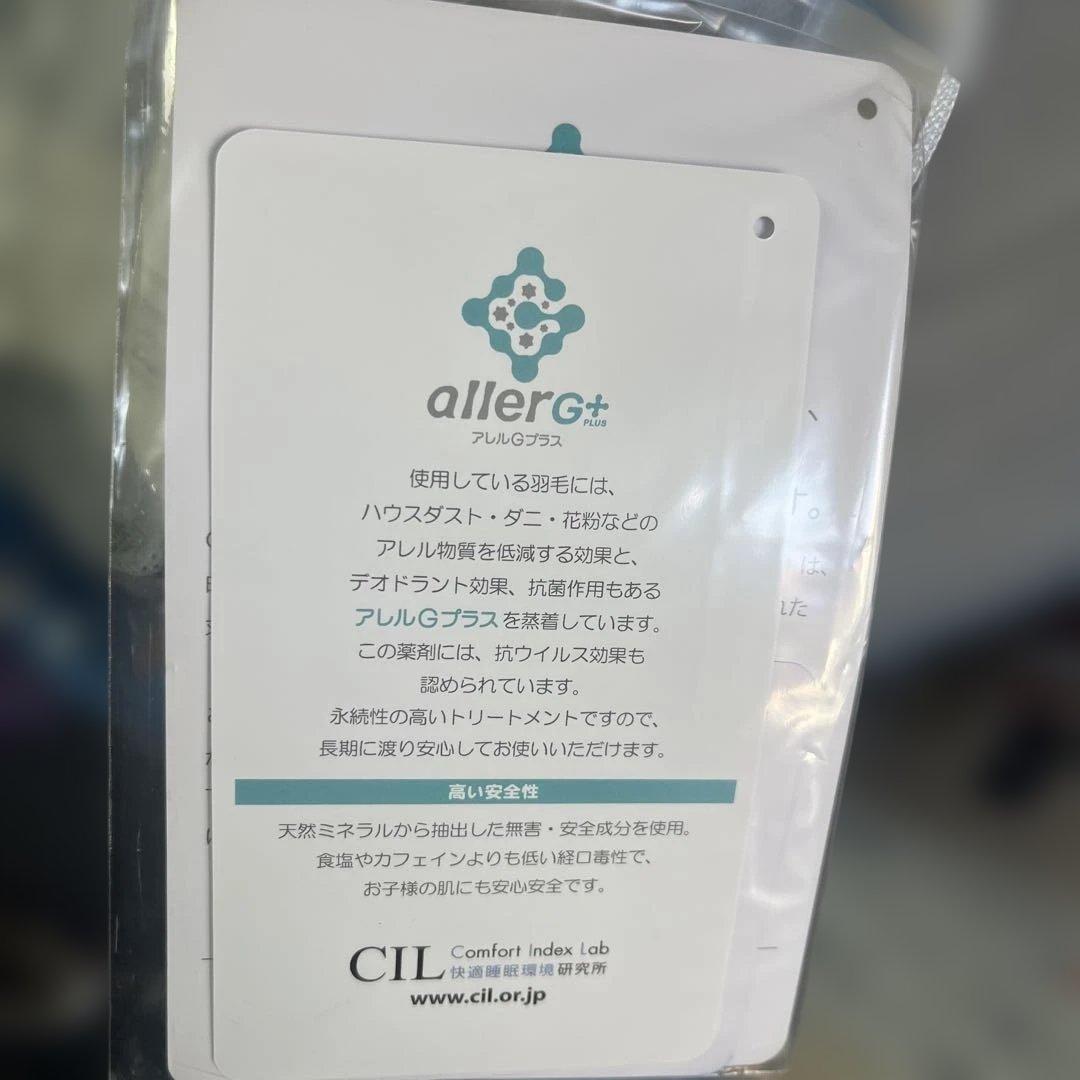 allerG+
PLUS
アレルGプラス
使用している羽毛には、
ハウスダスト・ダニ・花粉などの
アレル物質を低減する効果と、
デオドラント効果、抗菌作用もある
アレルGプラスを蒸着しています。
この薬剤には、抗ウイルス効果も
認められています。
永続性の高いトリートメントですので、
長期に渡り安心してお使いいただけます。
高い安全性
天然ミネラルから抽出した無害・安全成分を使用。
食塩やカフェインよりも低い経口毒性で、
お子様の肌にも安心安全です。
CIL Comfort Index Lab
快適睡眠環境研究所
www.cil.or.jp
は、
れた